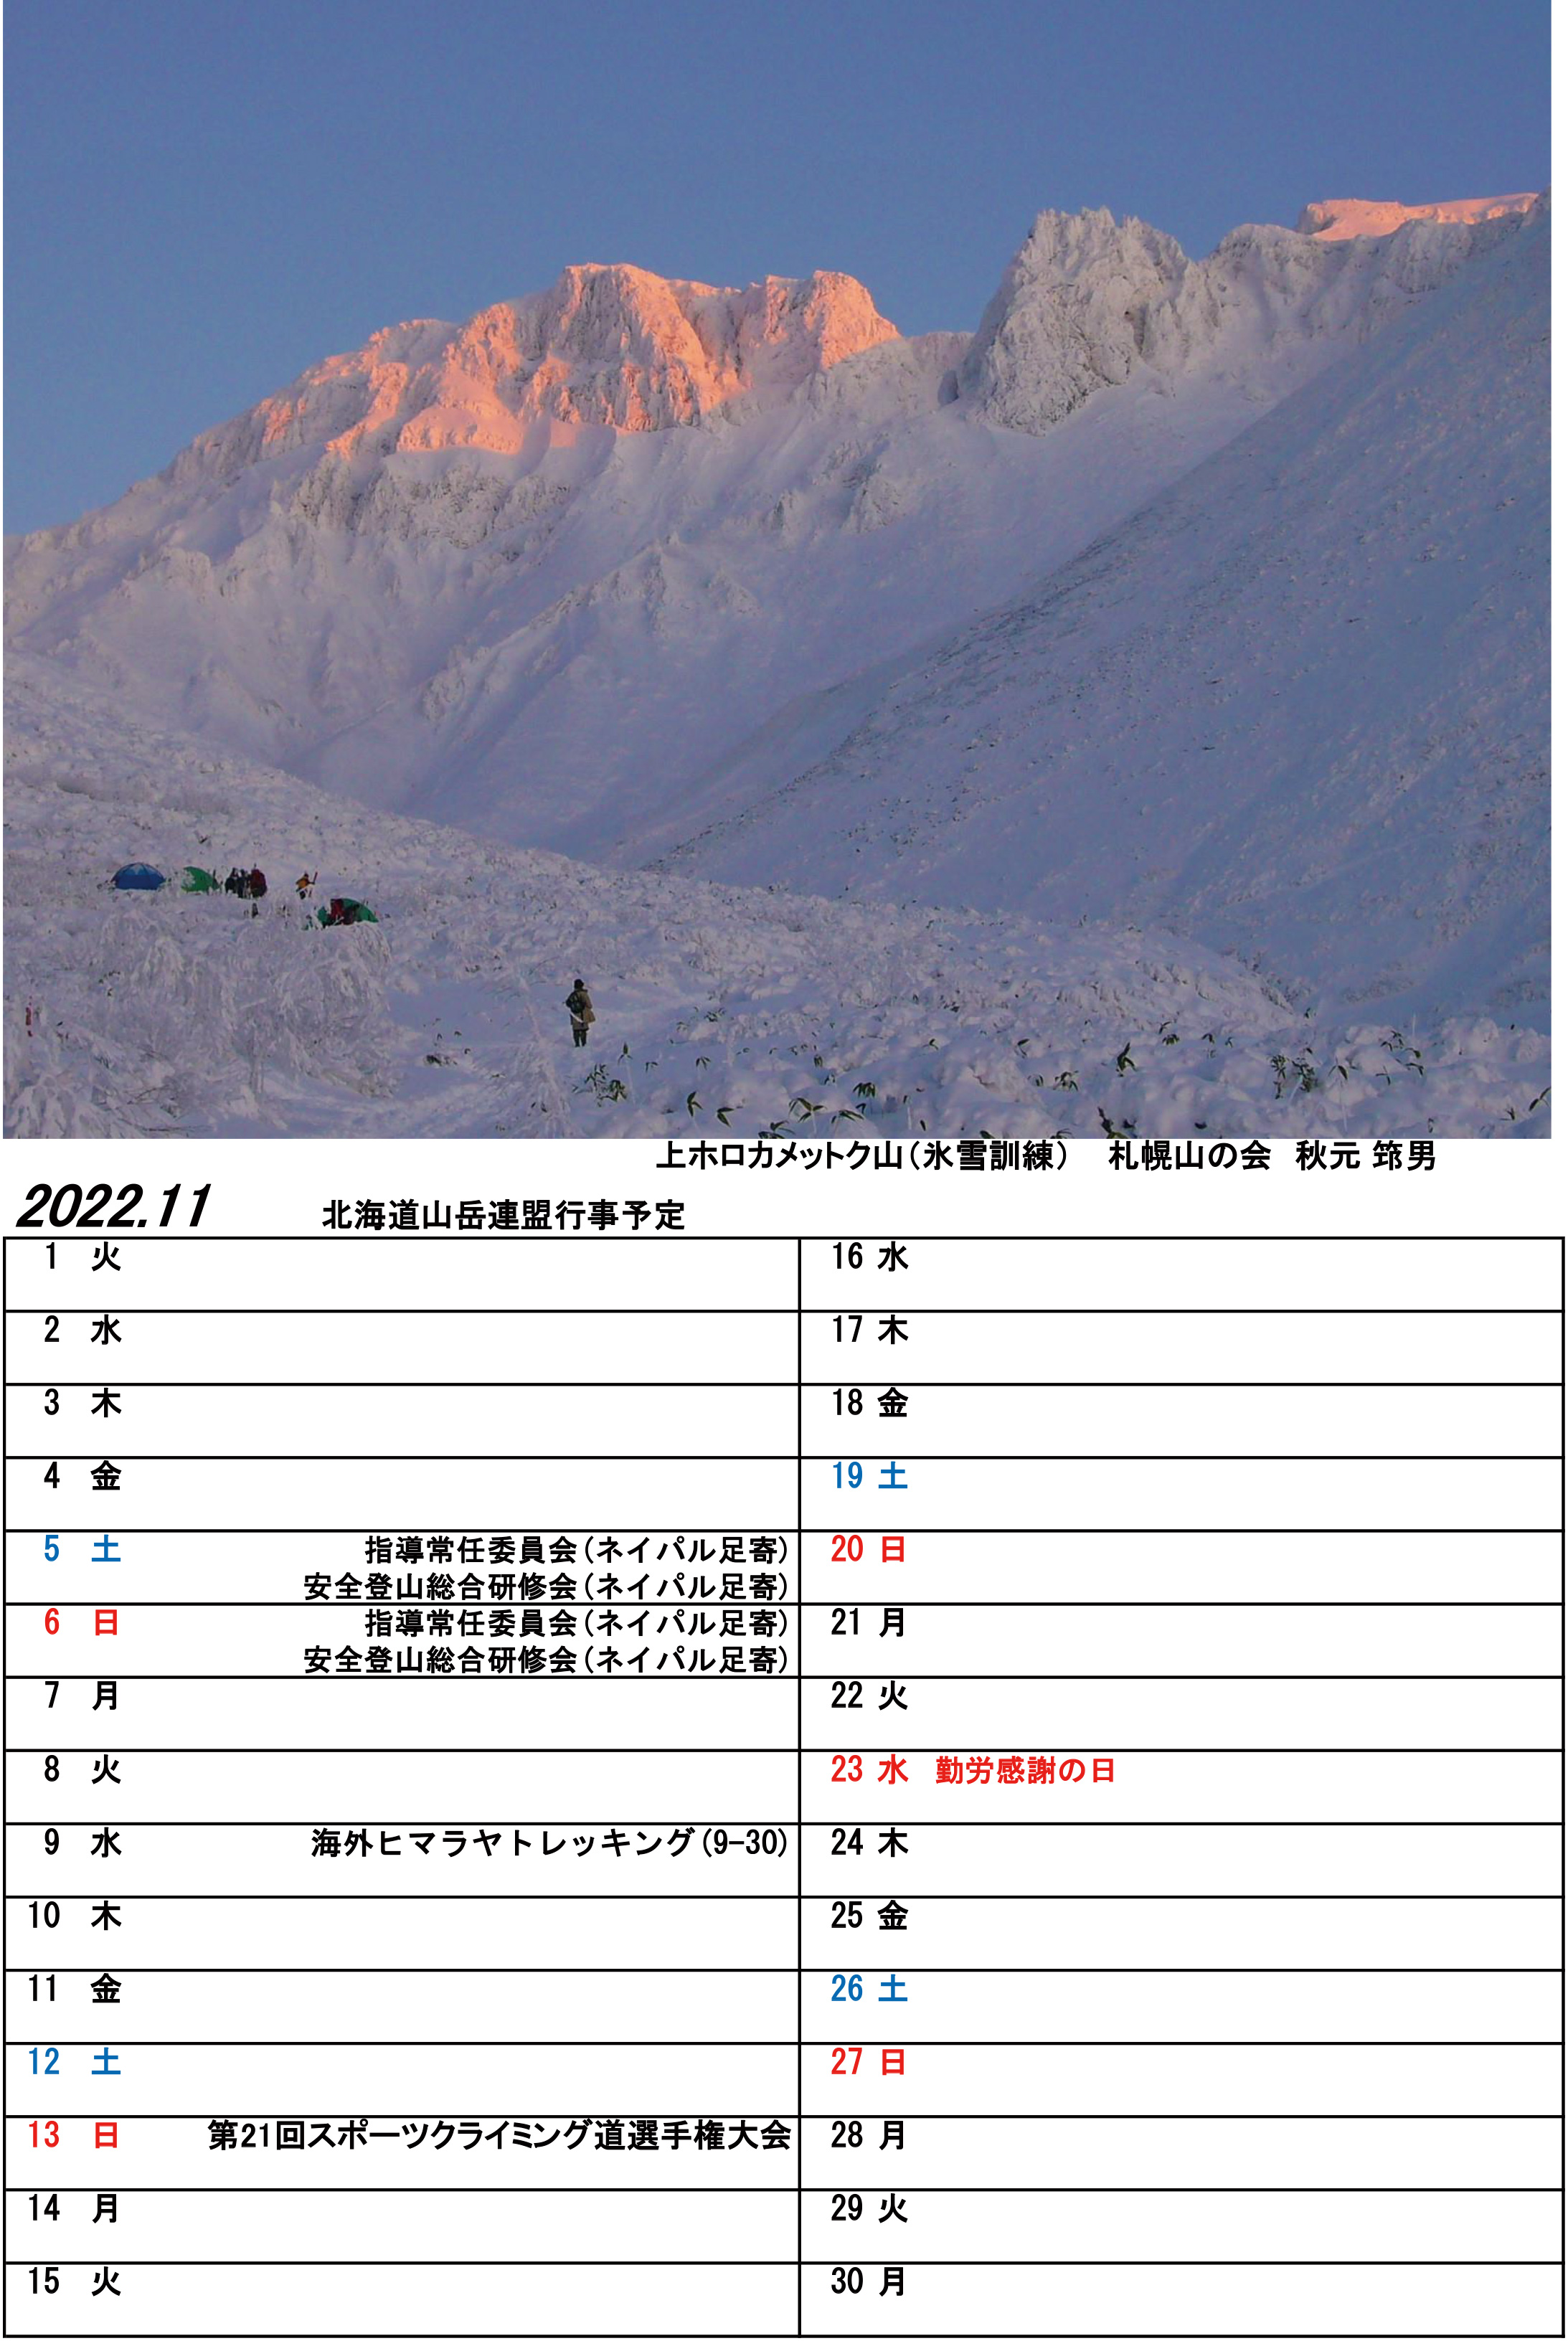 上ホロカメットク山（氷雪訓練）　札幌山の会　秋元 筇男
2022.11　北海道山岳連盟行事予定
1 火
2 水
3 木
4 金
5 土 指導常任委員会（ネイパル足寄）
安全登山総合研修会（ネイパル足寄）
6 日 指導常任委員会（ネイパル足寄）
安全登山総合研修会（ネイパル足寄）
7 月
8 火
9 水 海外ヒマラヤトレッキング(9-30)
10 木
11 金
12 土
13 日 第21回スポーツクライミング道選手権大会
14 月
15 火
16 水
17 木
18 金
19 土
20 日
21 月
22 火
23 水 勤労感謝の日
24 木
25 金
26 土
27 日
28 月
29 火
30 月